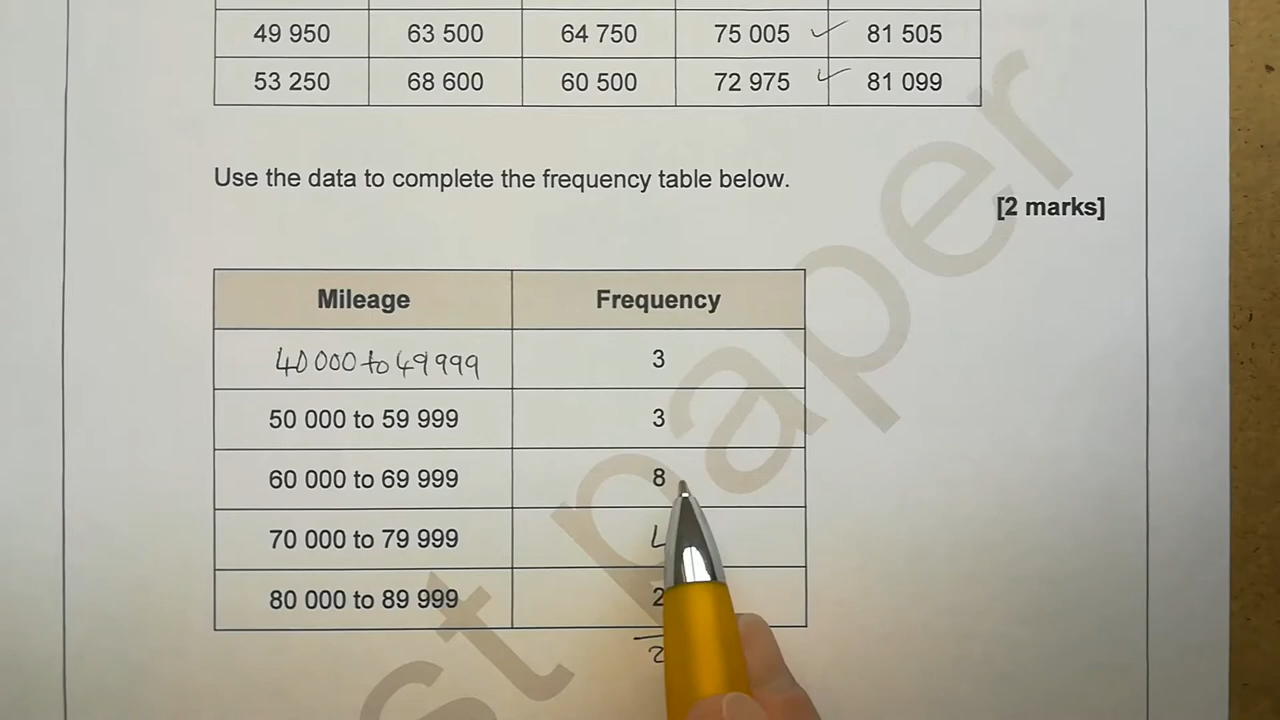 49 950 63 500 64 750 75 005 ✓ 81 505
53 250 68 600 60 500 72 975 ✓ 81 099
Use the data to complete the frequency table below.
[2 marks]
Mileage Frequency
40 000 to 49 999 3
50 000 to 59 999 3
60 000 to 69 999 8
70 000 to 79 999
80 000 to 89 999 2
st paper